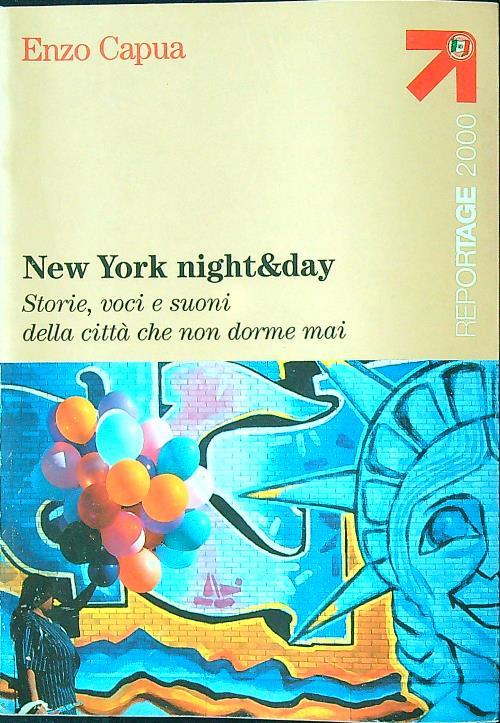 Enzo Capua
REPORTAGE 2000
New York night&day
Storie, voci e suoni
della città che non dorme mai